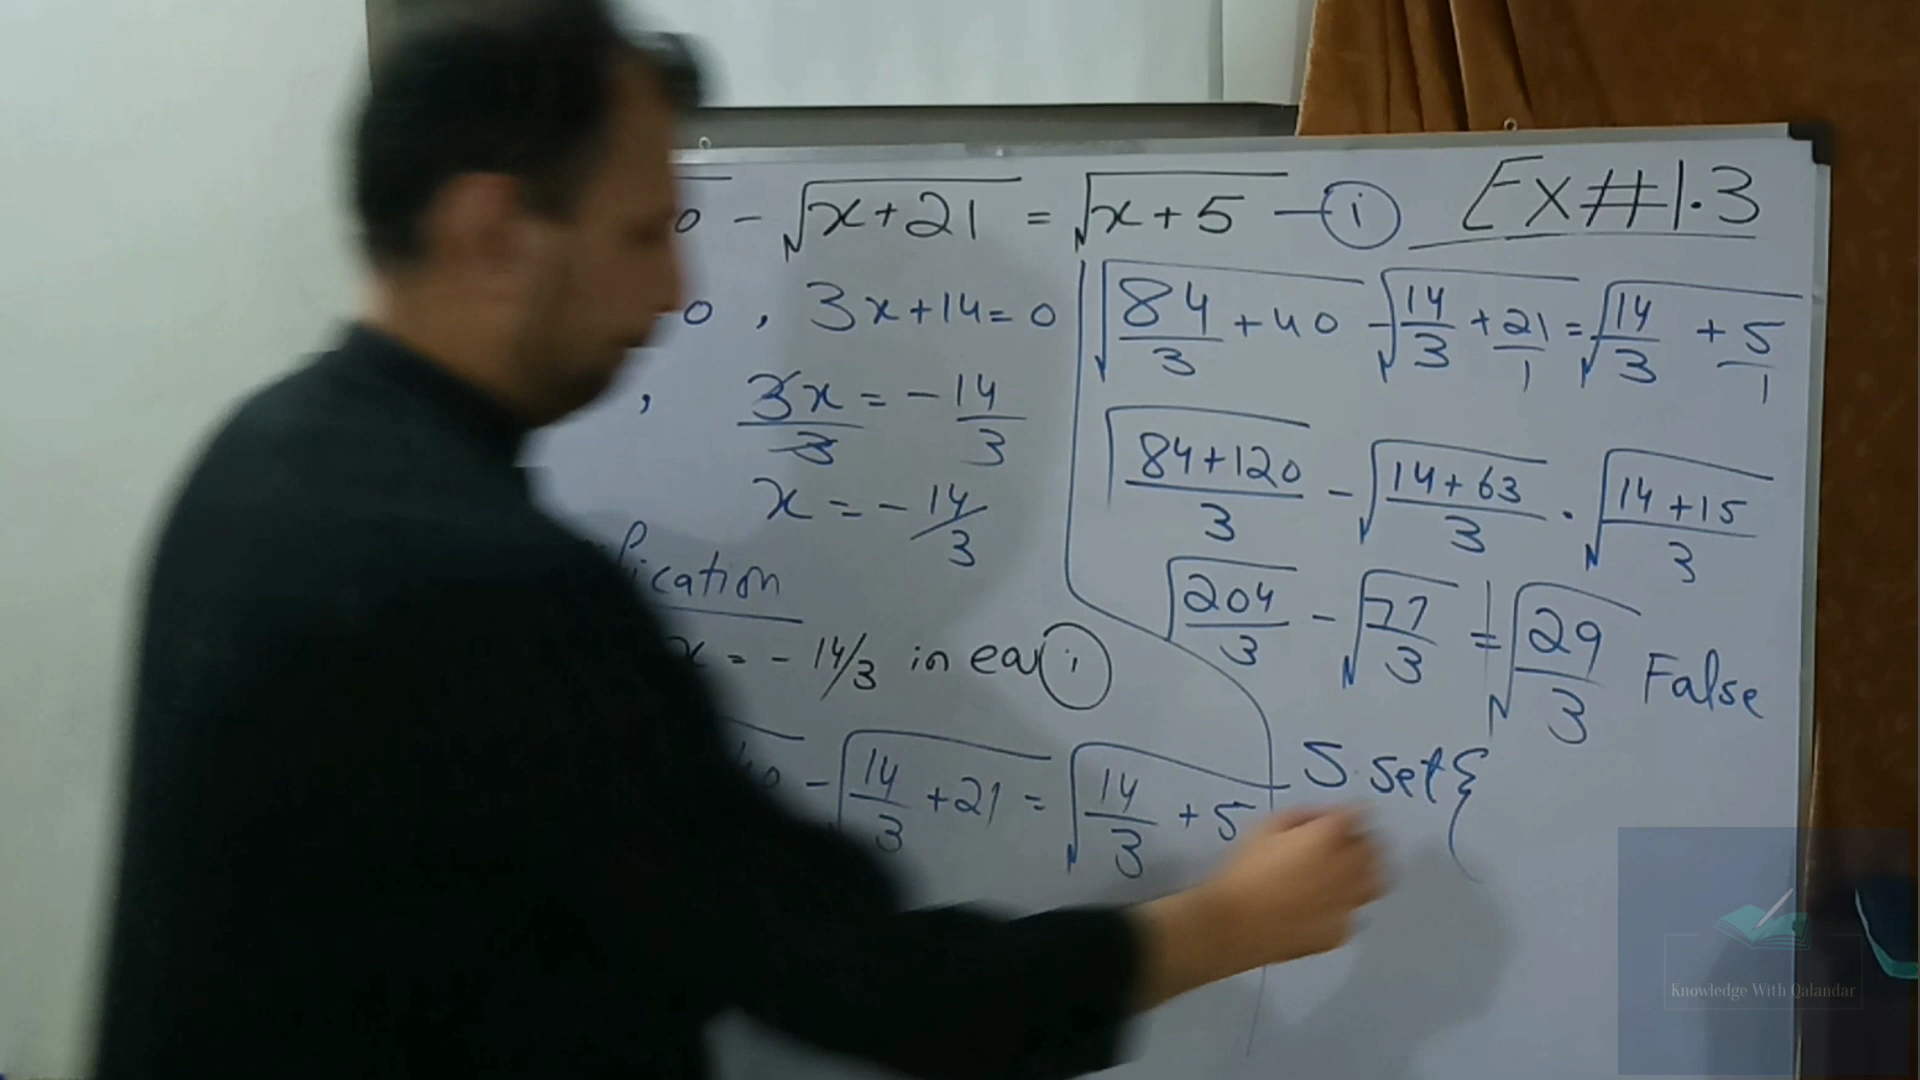 0 - √x+21 = √x+5 - i Ex#1.3
0 , 3x+14=0
, 3x/3 = -14/3
x = -14/3
ication
x = -14/3 in eq i
40 - √14/3 +21 = √14/3 +5
√84/3 +40 - √14/3 + 21/1 = √14/3 + 5/1
√84+120/3 - √14+63/3 . √14+15/3
√204/3 - √77/3 ≠ √29/3 False
S.set{
Knowledge With Qalandar